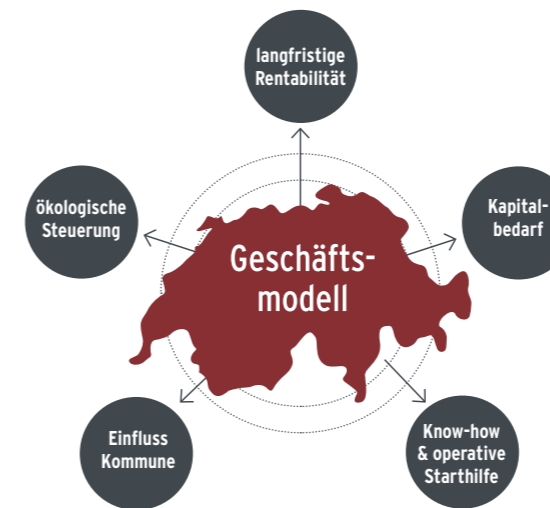 langfristige
Rentabilität
ökologische
Steuerung
Kapital-
bedarf
Geschäfts-
modell
Einfluss
Kommune
Know-how
& operative
Starthilfe